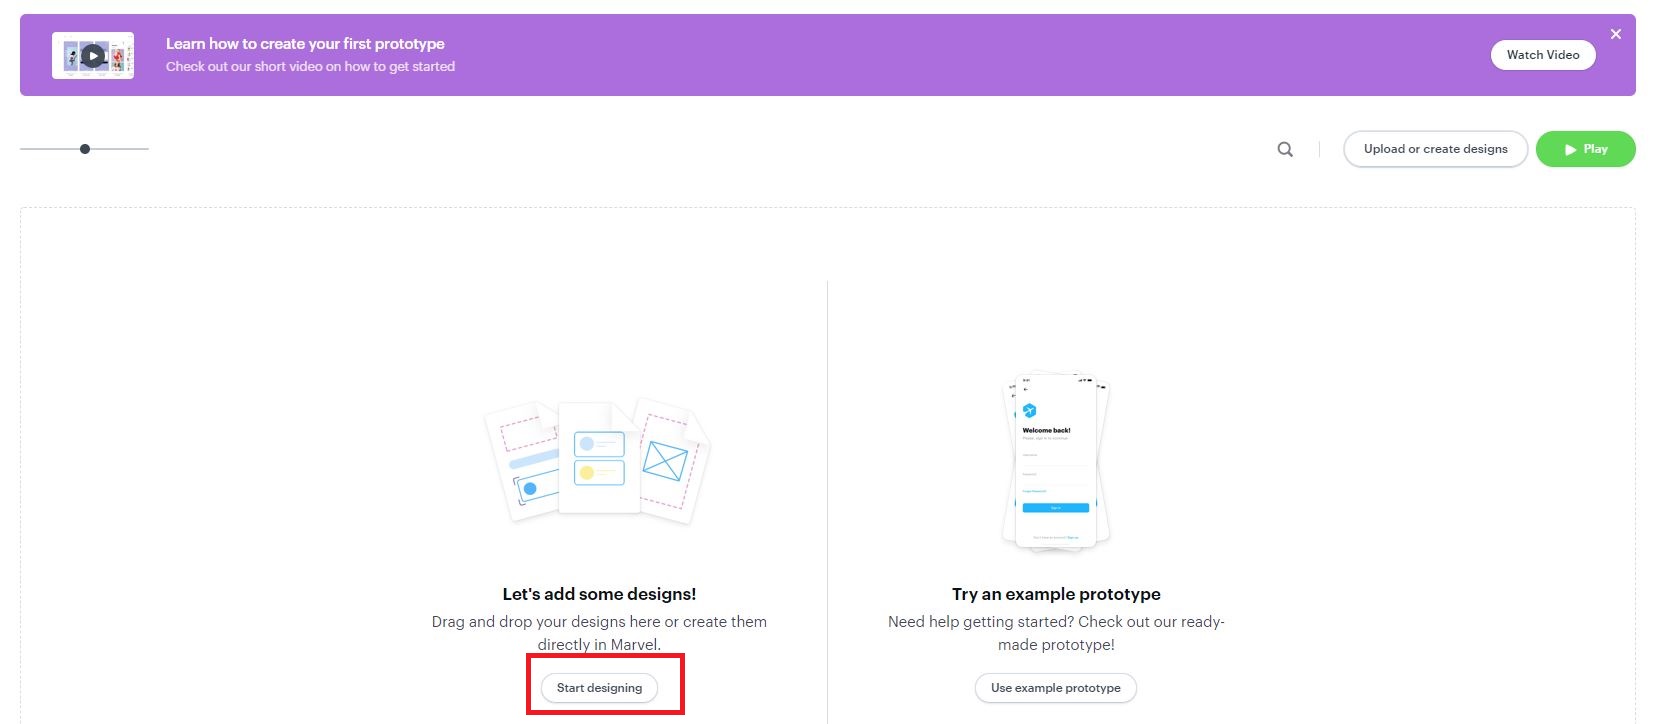 Learn how to create your first prototype
Check out our short video on how to get started
Watch Video
Upload or create designs
Play
Welcome back!
Let's add some designs!
Drag and drop your designs here or create them
directly in Marvel.
Start designing
Try an example prototype
Need help getting started? Check out our ready-
made prototype!
Use example prototype